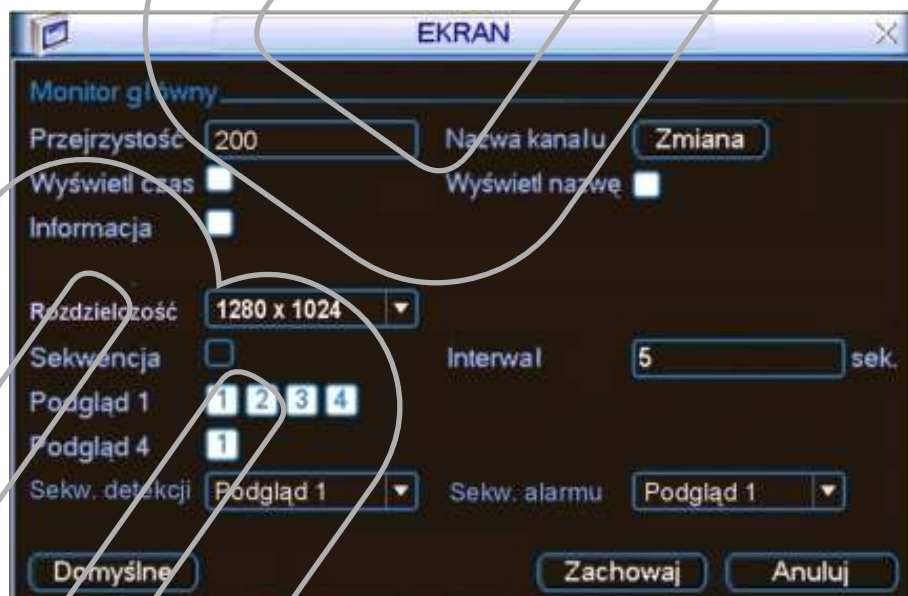 EKRAN
Monitor główny
Przejrzystość 200 Nazwa kanału Zmiana
Wyświetl czas Wyświetl nazwę
Informacja
Rozdzielczość 1280 x 1024
Sekwencja Interwał 5 sek.
Podgląd 1 1 2 3 4
Podgląd 4 1
Sekw. detekcji Podgląd 1 Sekw. alarmu Podgląd 1
Domyślne Zachowaj Anuluj